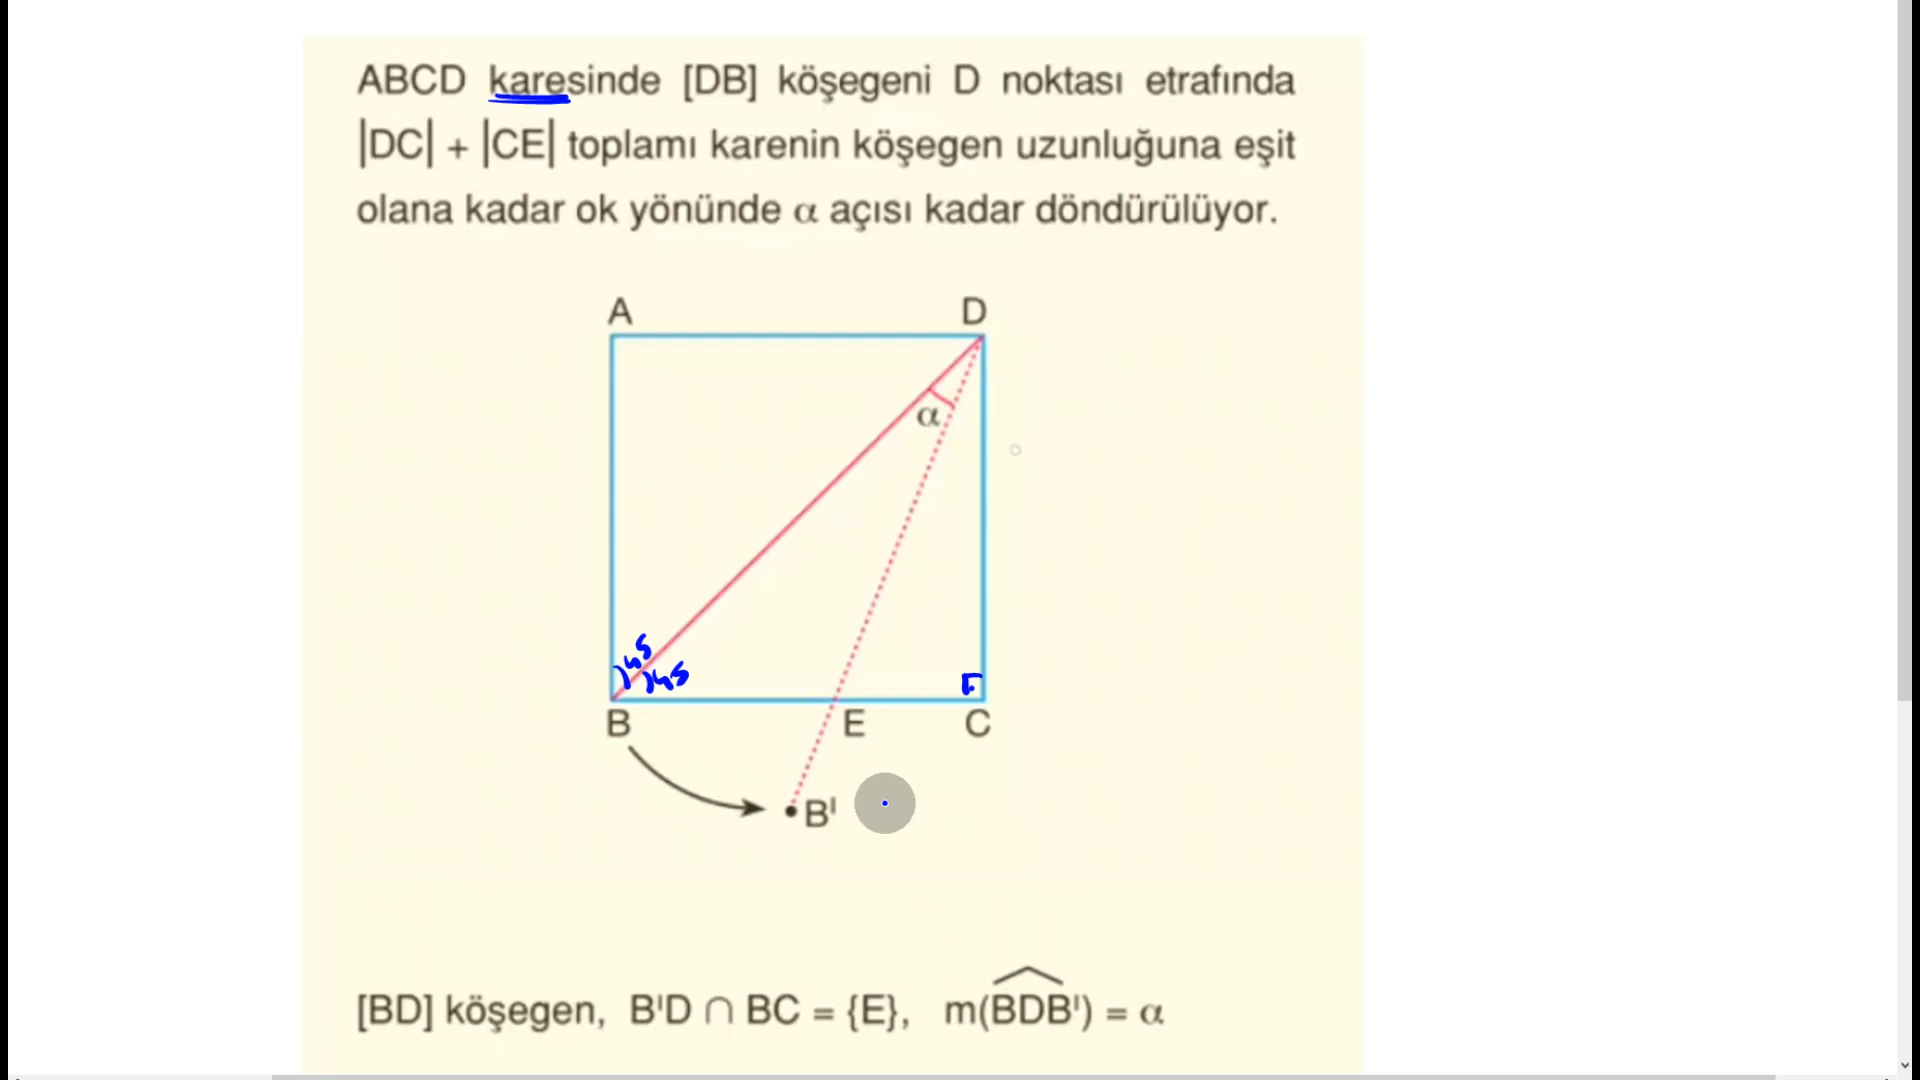 ABCD karesinde [DB] köşegeni D noktası etrafında
|DC| + |CE| toplamı karenin köşegen uzunluğuna eşit
olana kadar ok yönünde α açısı kadar döndürülüyor.
A D
α
45
45
B E C
B'
[BD] köşegen, B'D ∩ BC = {E}, m(BDB') = α